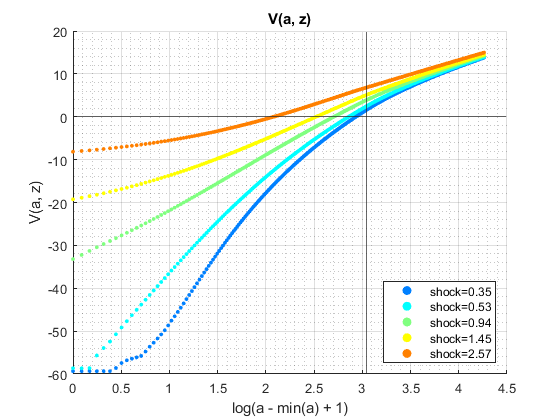 V(a, z)
20
10
0
-10
-20
-30
-40
-50
-60
V(a, z)
0
0.5
1
1.5
2
2.5
3
3.5
4
4.5
log(a - min(a) + 1)
shock=0.35
shock=0.53
shock=0.94
shock=1.45
shock=2.57